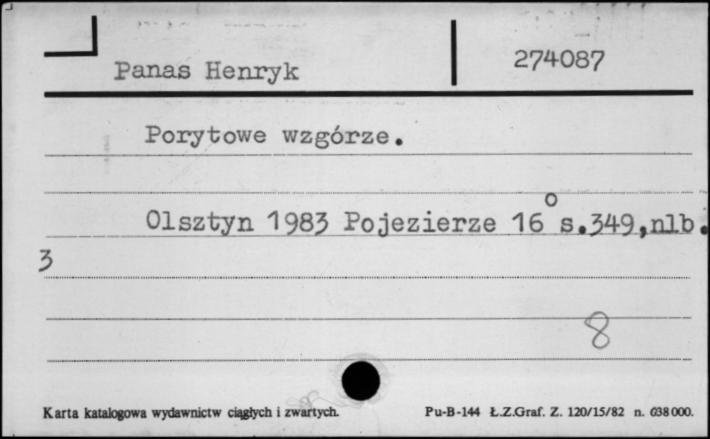 Panas Henryk 274087
Porytowe wzgórze.
Olsztyn 1983 Pojezierze 16° s.349,nlb.
3
8
Karta katalogowa wydawnictw ciągłych i zwartych. Pu-B-144 Ł.Z.Graf. Z. 120/15/82 n. 638000.